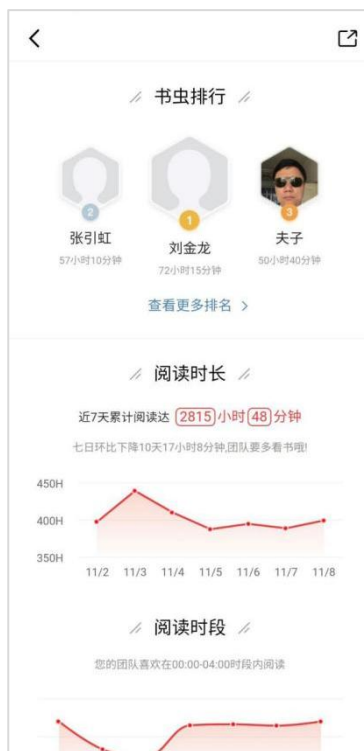 书虫排行
2
1
3
张引虹
刘金龙
夫子
57小时10分钟
72小时15分钟
50小时40分钟
查看更多排名 >
阅读时长
近7天累计阅读达 2815 小时 48 分钟
七日环比下降10天17小时8分钟,团队要多看书哦!
450H
400H
350H
11/2 11/3 11/4 11/5 11/6 11/7 11/8
阅读时段
您的团队喜欢在00:00-04:00时段内阅读